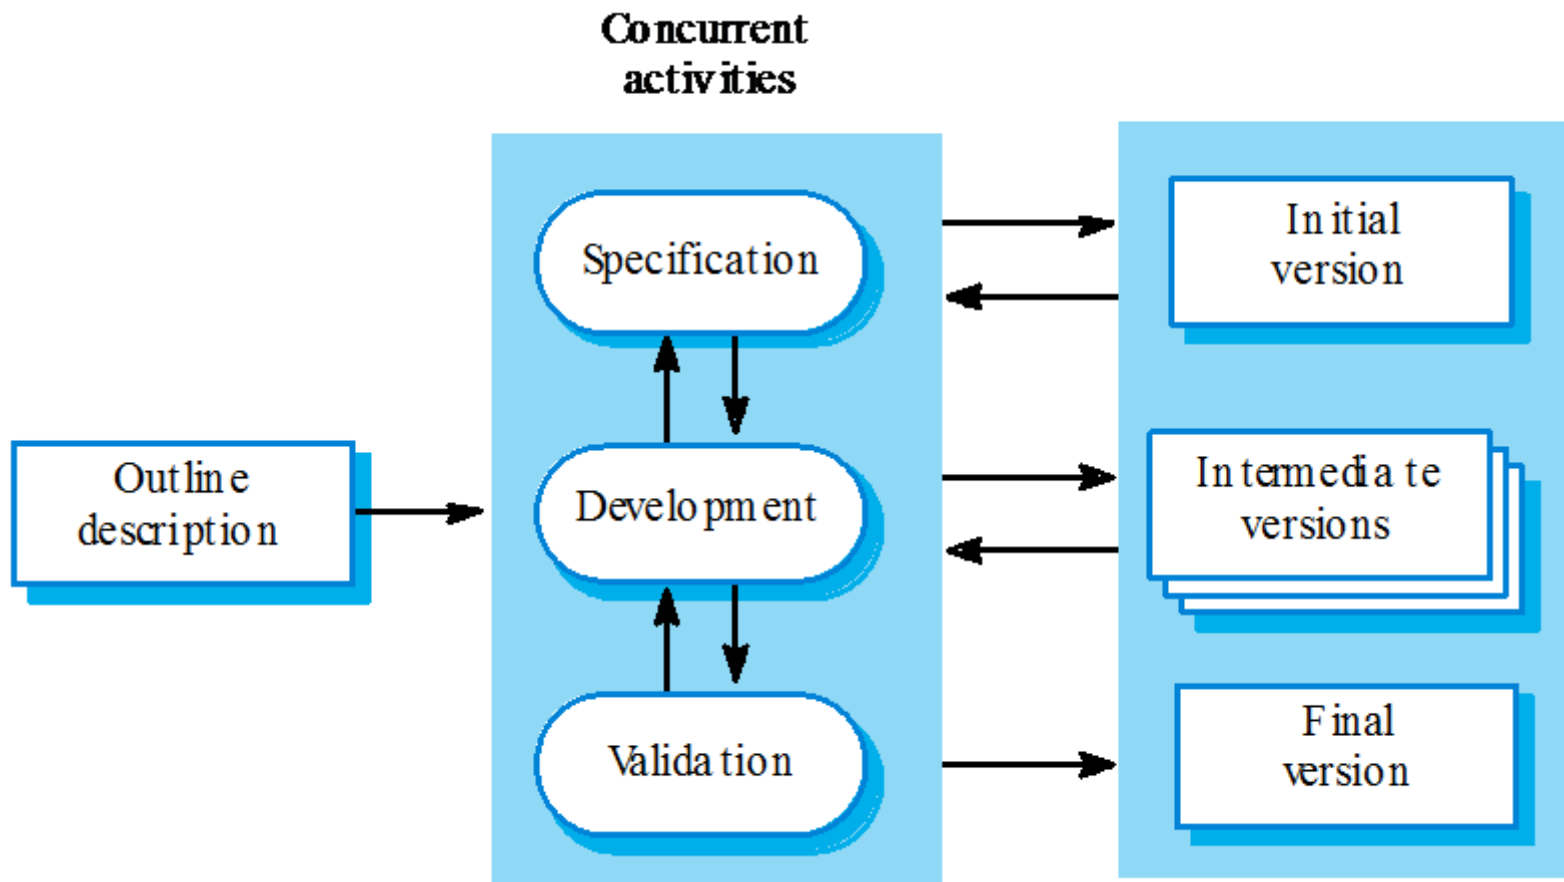 Concurrent
activities
Specification
Initial
version
Outline
description
Development
Intermediate
versions
Validation
Final
version